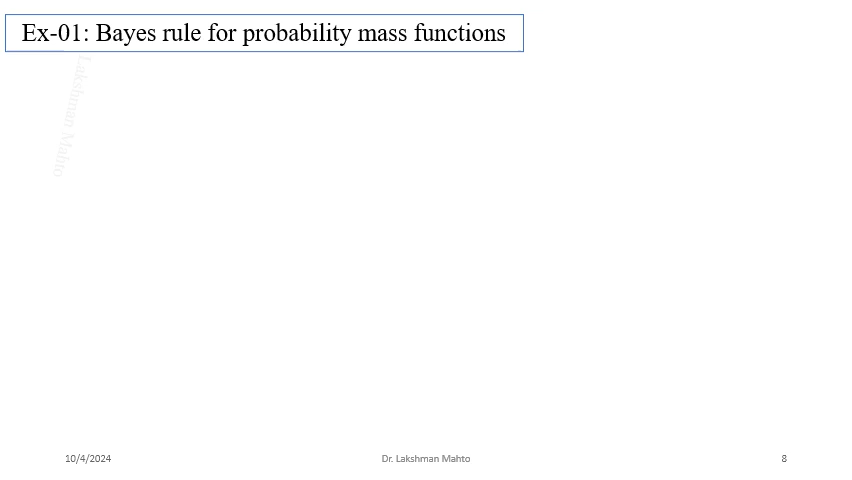 Ex-01: Bayes rule for probability mass functions
Lakshman Mahto
10/4/2024
Dr. Lakshman Mahto
8